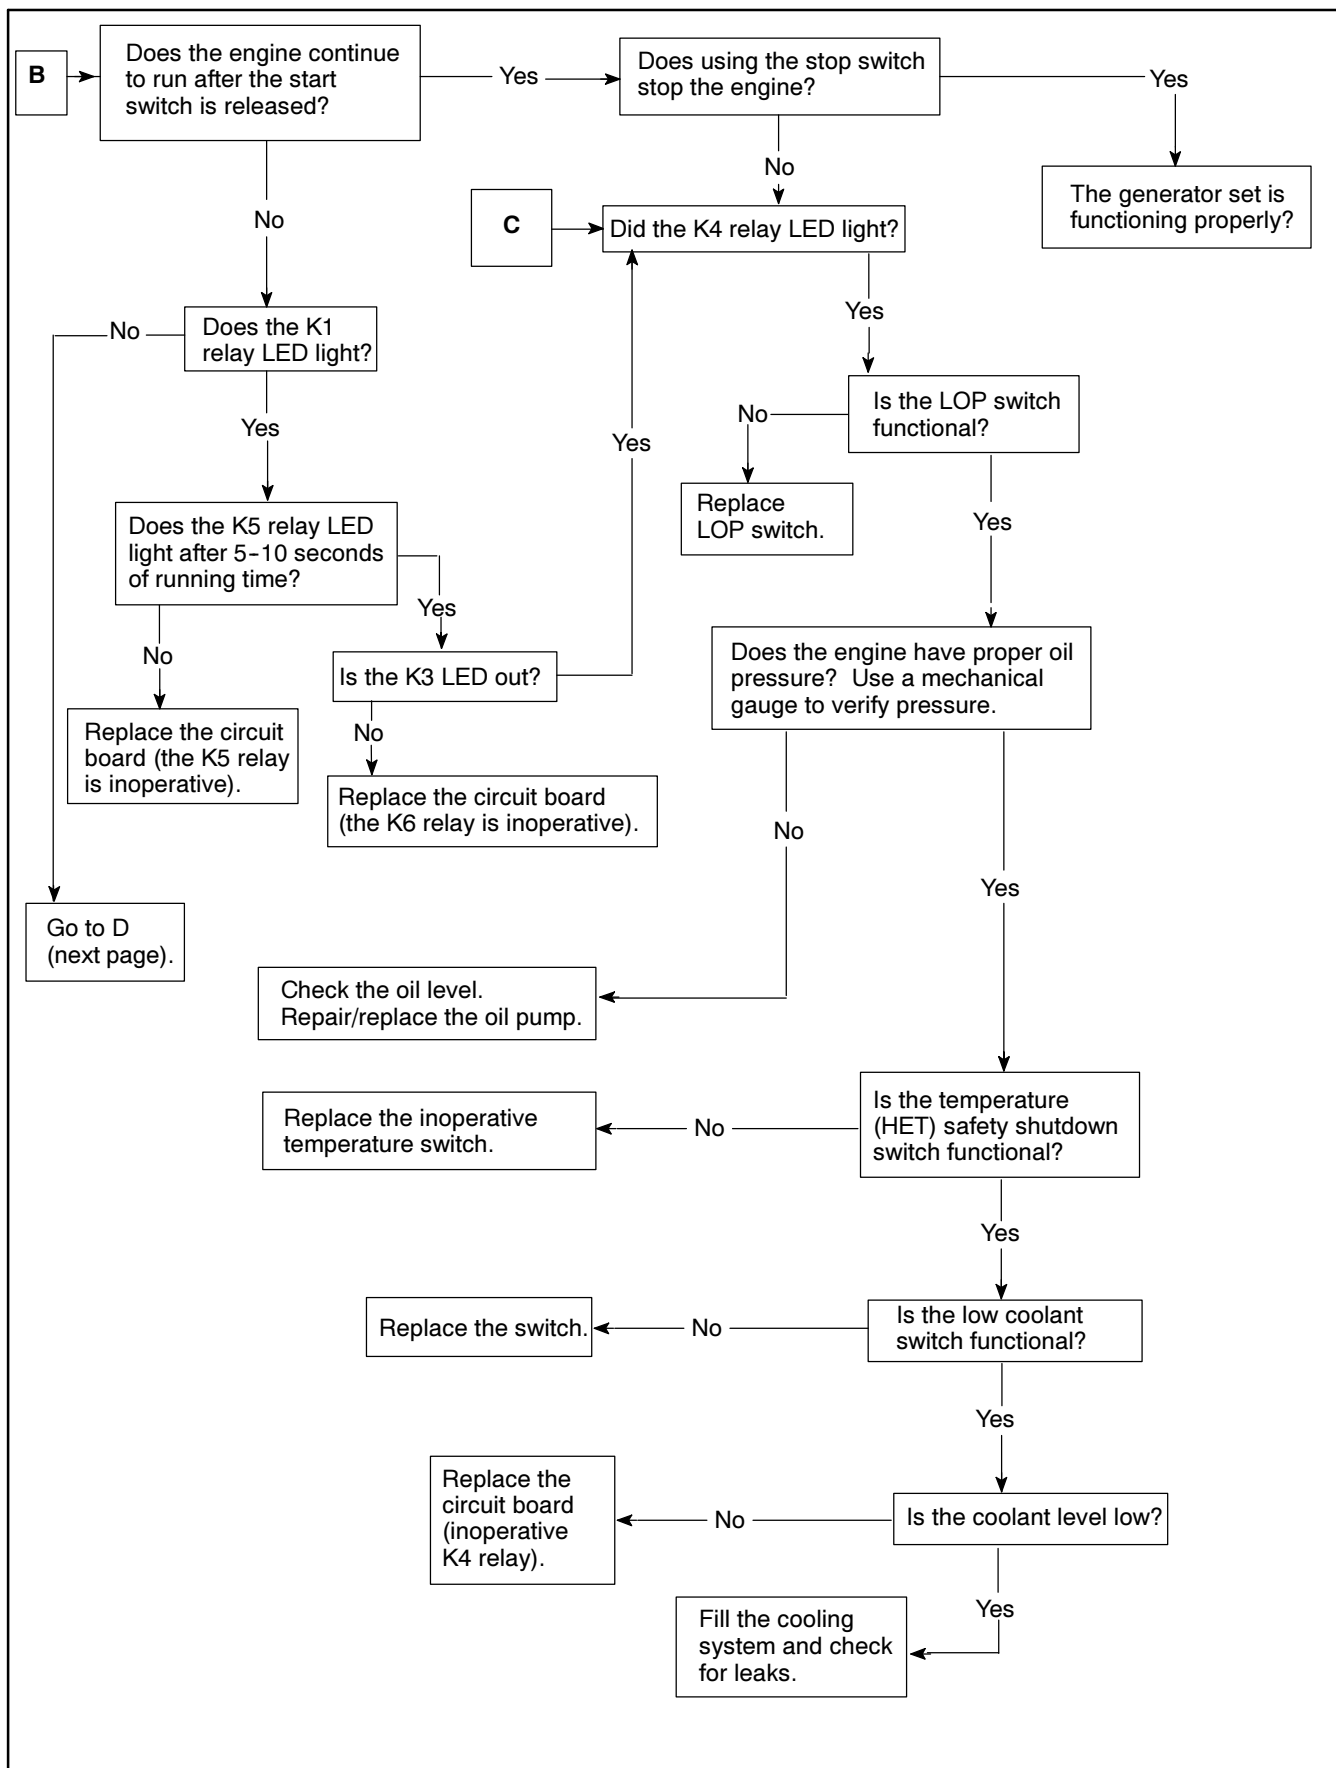 B
Does the engine continue
to run after the start
switch is released?
Yes
Does using the stop switch
stop the engine?
Yes
The generator set is
functioning properly?
No
No
C
Did the K4 relay LED light?
Yes
No
Does the K1
relay LED light?
Yes
Is the LOP switch
functional?
No
Replace
LOP switch.
Yes
Yes
Does the K5 relay LED
light after 5-10 seconds
of running time?
Yes
No
Is the K3 LED out?
No
Replace the circuit
board (the K5 relay
is inoperative).
Replace the circuit board
(the K6 relay is inoperative).
Does the engine have proper oil
pressure? Use a mechanical
gauge to verify pressure.
No
Yes
Go to D
(next page).
Check the oil level.
Repair/replace the oil pump.
Is the temperature
(HET) safety shutdown
switch functional?
No
Replace the inoperative
temperature switch.
Yes
Is the low coolant
switch functional?
No
Replace the switch.
Yes
Is the coolant level low?
No
Replace the
circuit board
(inoperative
K4 relay).
Yes
Fill the cooling
system and check
for leaks.